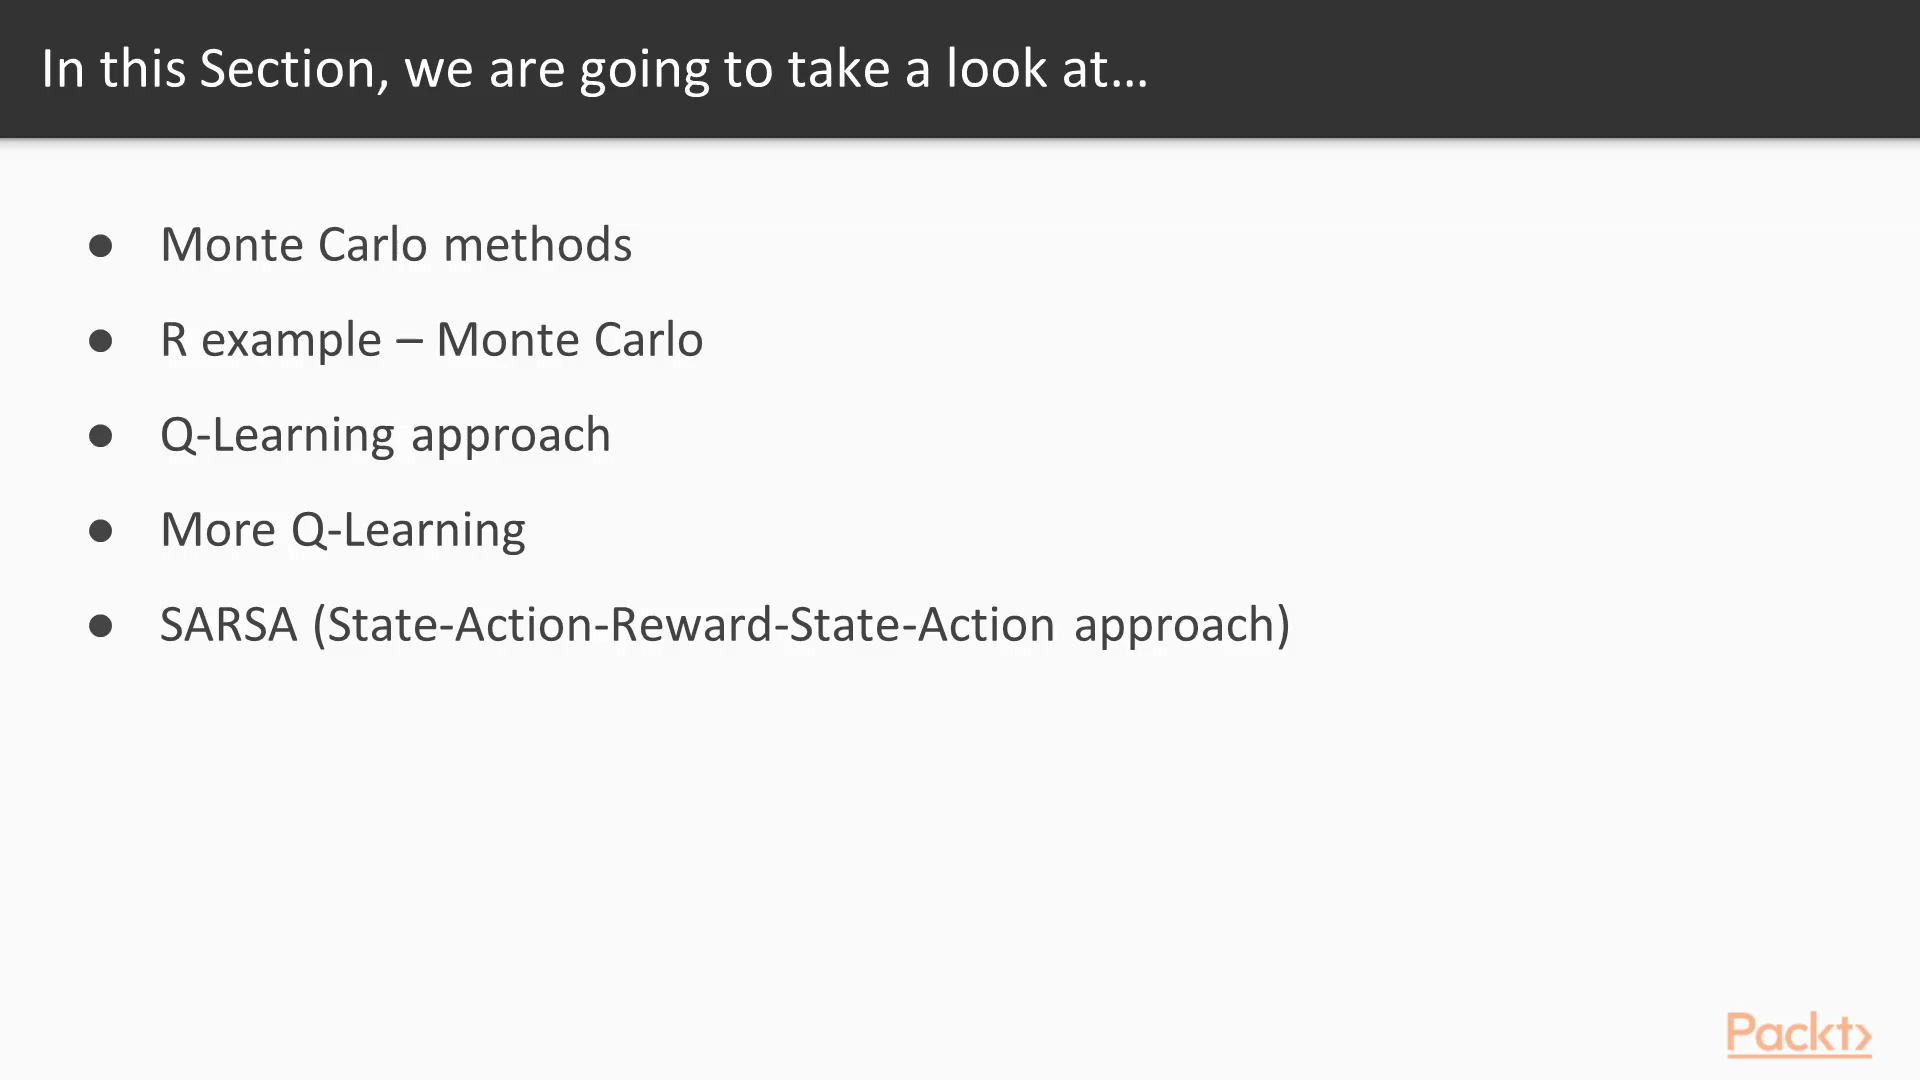 In this Section, we are going to take a look at...
● Monte Carlo methods
● R example – Monte Carlo
● Q-Learning approach
● More Q-Learning
● SARSA (State-Action-Reward-State-Action approach)
Packt>